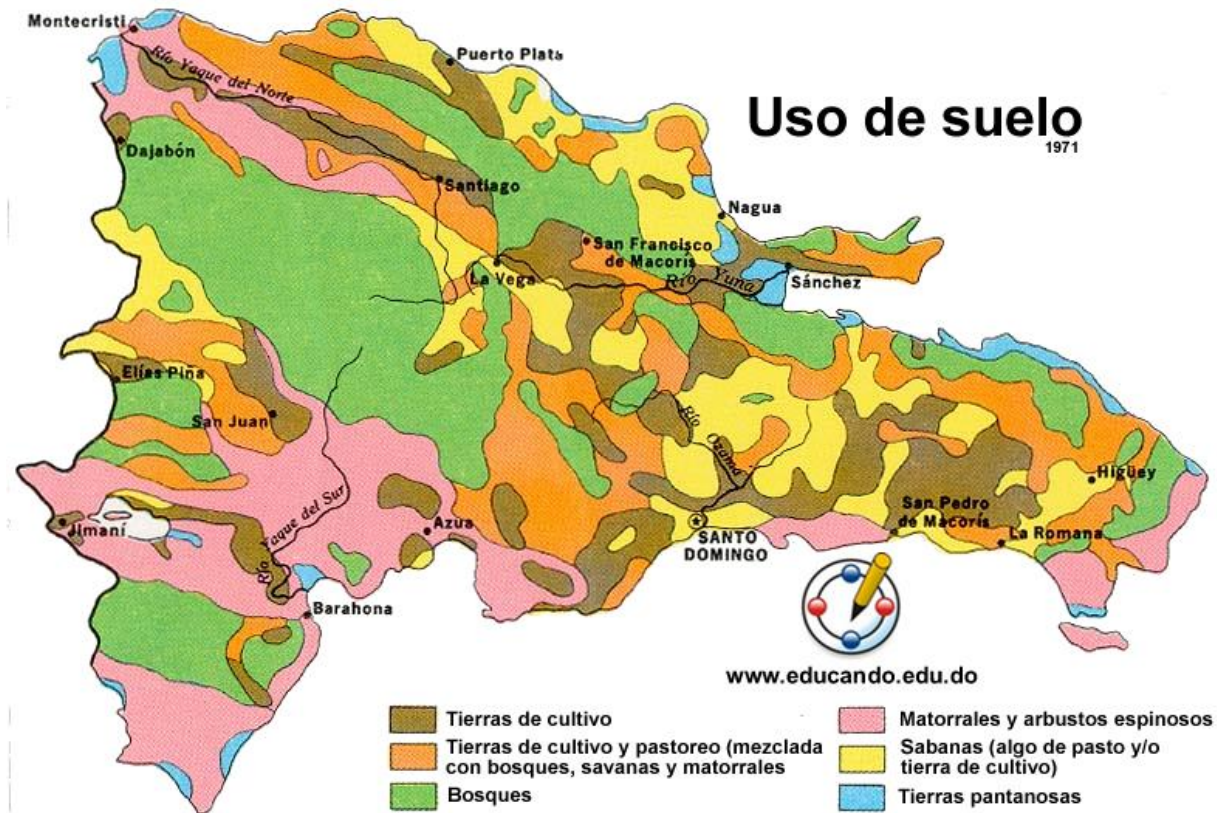 Montecristi
Río Yaque del Norte
Puerto Plata
Uso de suelo
1971
Dajabón
Santiago
Nagua
San Francisco
de Macorís
La Vega
Río Yuna
Sánchez
Elías Piña
San Juan
Río Ozama
Higüey
Río Yaque del Sur
Jimaní
Azua
SANTO
DOMINGO
San Pedro
de Macorís
La Romana
Barahona
www.educando.edu.do
Tierras de cultivo
Tierras de cultivo y pastoreo (mezclada
con bosques, savanas y matorrales
Bosques
Matorrales y arbustos espinosos
Sabanas (algo de pasto y/o
tierra de cultivo)
Tierras pantanosas